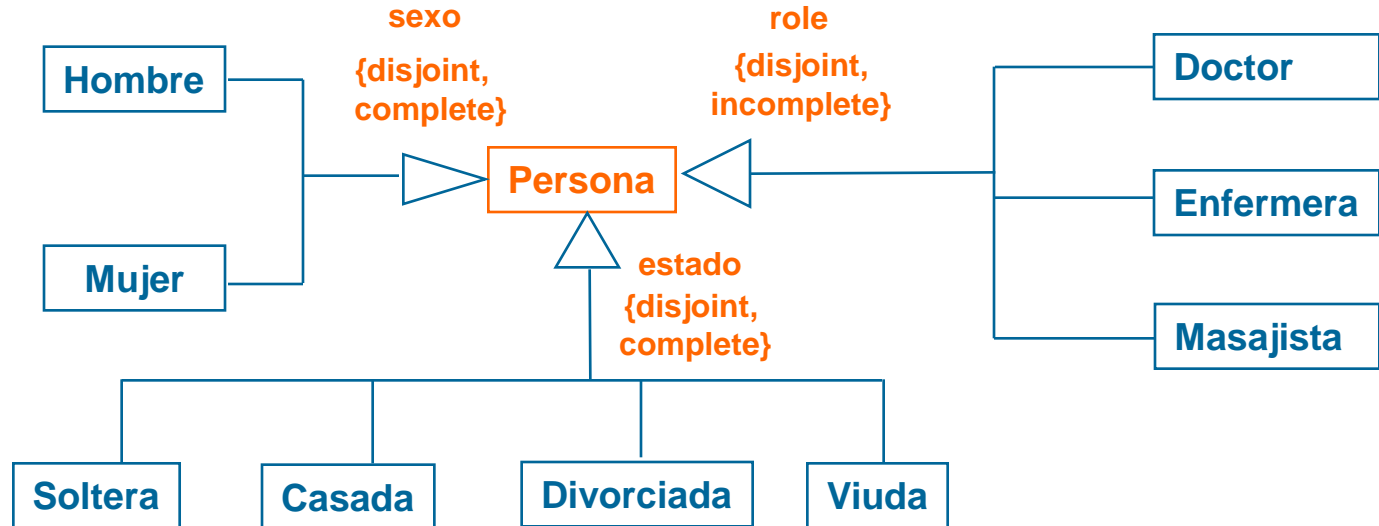 sexo
role
Hombre
{disjoint,
complete}
{disjoint,
incomplete}
Doctor
Persona
Enfermera
Mujer
estado
{disjoint,
complete}
Masajista
Soltera
Casada
Divorciada
Viuda